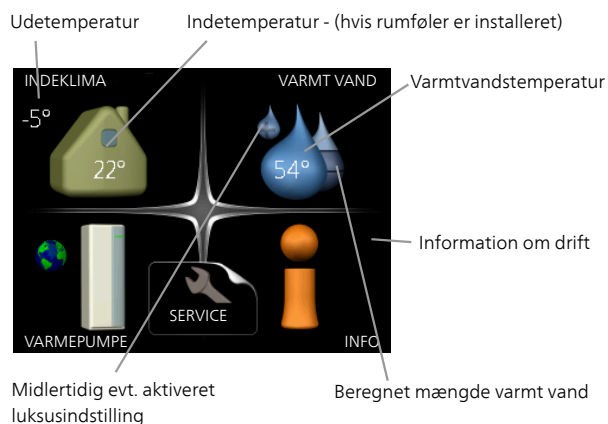 Udetemperatur
Indetemperatur - (hvis rumføler er installeret)
INDEKLIMA
VARMT VAND
Varmtvandstemperatur
-5°
22°
54°
Information om drift
SERVICE
VARMEPUMPE
INFO
Midlertidig evt. aktiveret
luksusindstilling
Beregnet mængde varmt vand